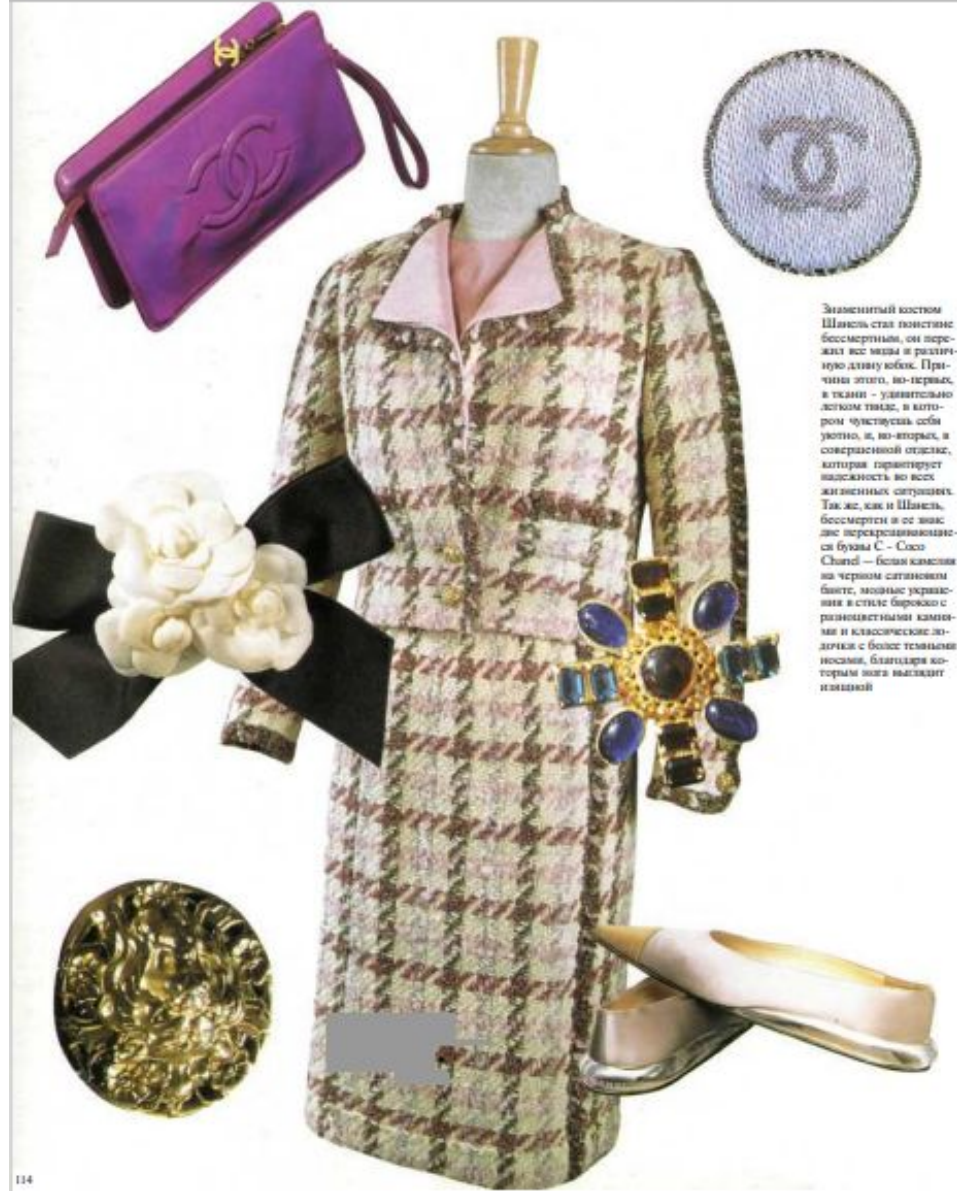 Знаменитый костюм
Шанель стал поистине
бессмертным, он пере-
жил все моды и различ-
ную длину юбок. При-
чина этого, во-первых,
в ткани – удивительно
легком твиде, в кото-
ром чувствуешь себя
уютно, и, во-вторых, в
совершенной отделке,
которая гарантирует
надежность во всех
жизненных ситуациях.
Так же, как и Шанель,
бессмертен и ее знак:
две перекрещивающие-
ся буквы С – Coco
Chanel — белая камелия
на черном сатиновом
банте, модные украше-
ния в стиле барокко с
разноцветными камня-
ми и классические ло-
дочки с более темными
носами, благодаря ко-
торым нога выглядит
изящной
114